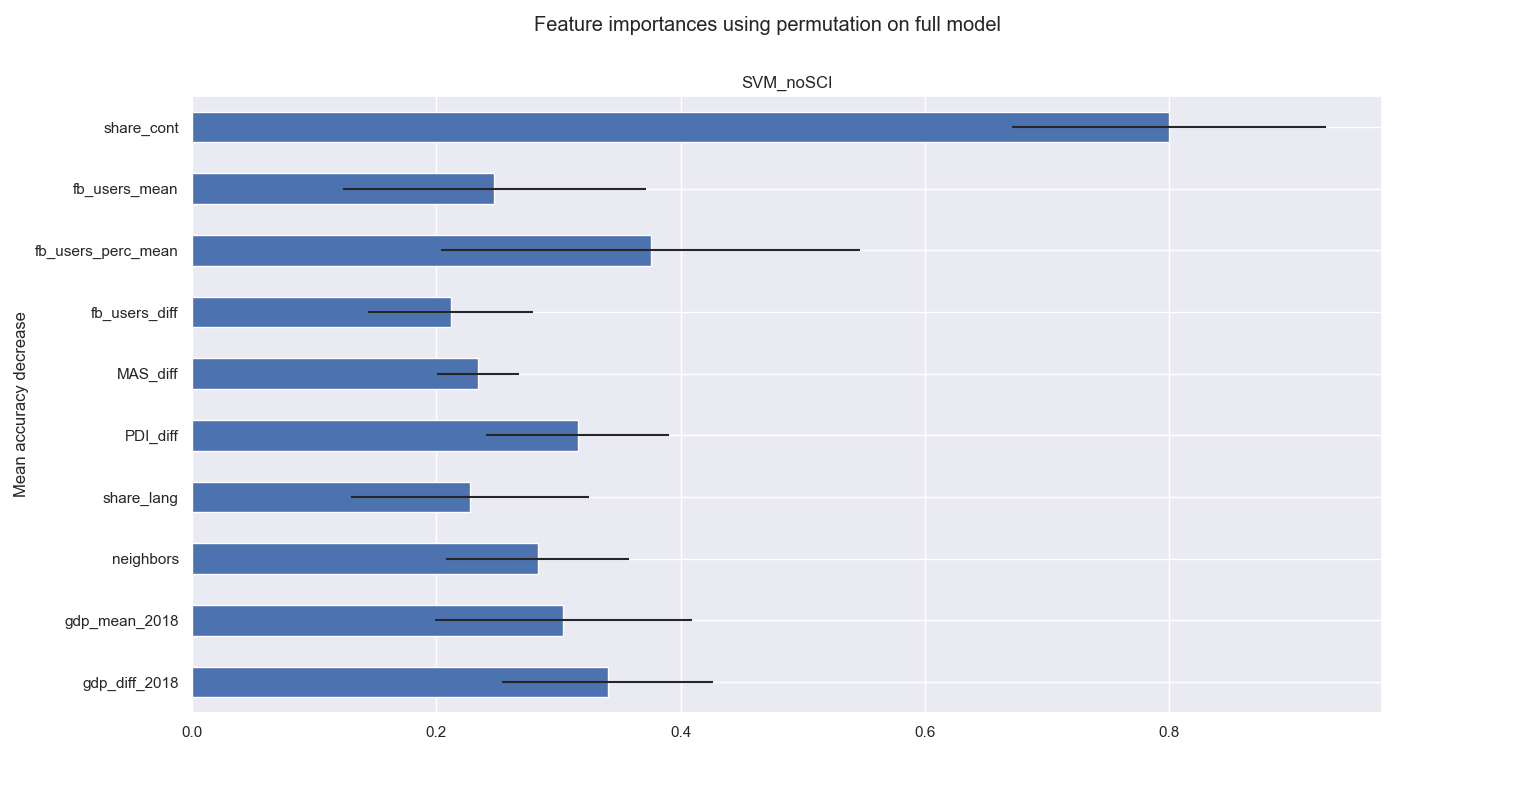 Feature importances using permutation on full model
SVM_noSCI
share_cont
fb_users_mean
fb_users_perc_mean
fb_users_diff
MAS_diff
PDI_diff
share_lang
neighbors
gdp_mean_2018
gdp_diff_2018
Mean accuracy decrease
0.0 0.2 0.4 0.6 0.8